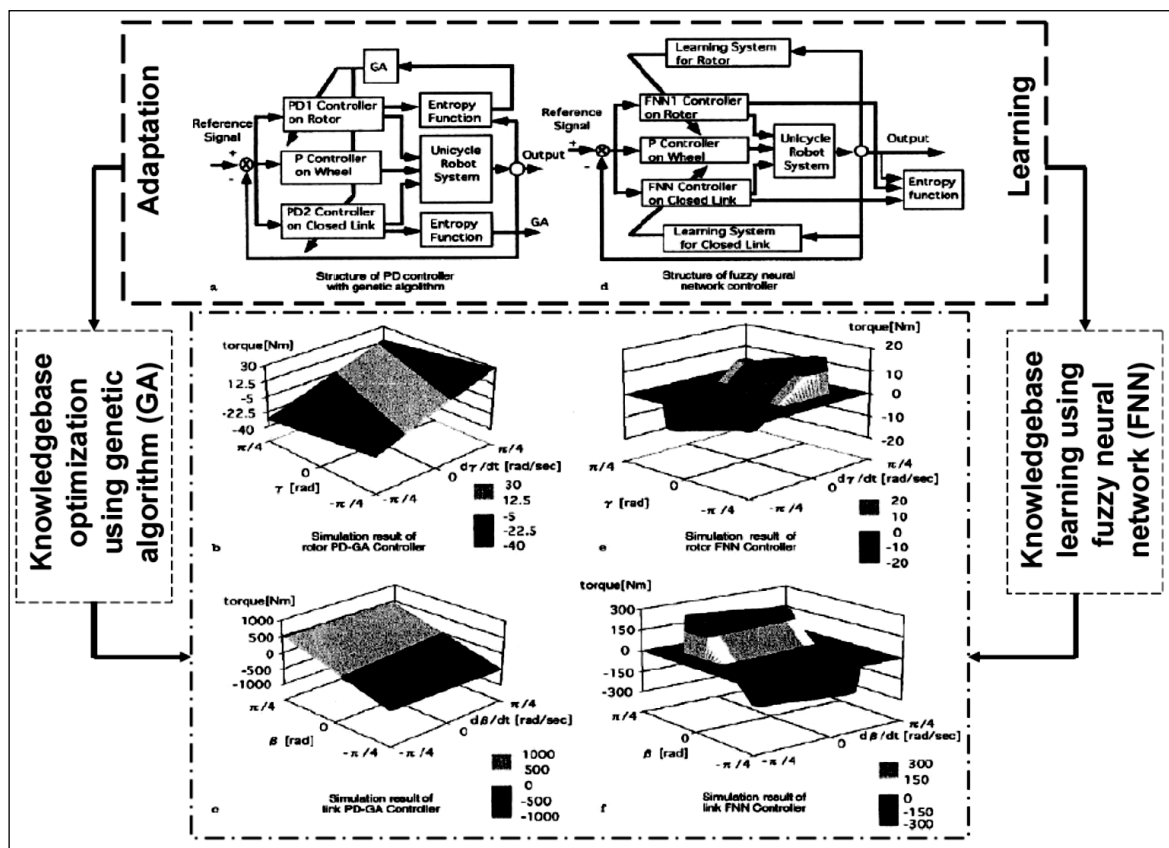 Adaptation
GA
PD1 Controller
on Rotor
Entropy
Function
Reference
Signal
+
-
P Controller
on Wheel
Unicycle
Robot
System
Output
PD2 Controller
on Closed Link
Entropy
Function
GA
a
Structure of PD controller
with genetic algorithm
Learning System
for Rotor
FNN1 Controller
on Rotor
Reference
Signal
+
-
P Controller
on Wheel
Unicycle
Robot
System
Output
FNN Controller
on Closed Link
Entropy
function
Learning System
for Closed Link
d
Structure of fuzzy neural
network controller
Learning
Knowledgebase
optimization
using genetic
algorithm (GA)
torque[Nm]
30
12.5
-5
-22.5
-40
π/4
0
γ [rad]
-π/4
-π/4
0
π/4
dγ/dt [rad/sec]
30
12.5
-5
-22.5
-40
b
Simulation result of
rotor PD-GA Controller
torque[Nm]
20
10
0
-10
-20
π/4
0
γ [rad]
-π/4
-π/4
0
π/4
dγ/dt [rad/sec]
20
10
0
-10
-20
e
Simulation result of
rotor FNN Controller
torque[Nm]
1000
500
0
-500
-1000
π/4
0
β [rad]
-π/4
-π/4
0
π/4
dβ/dt [rad/sec]
1000
500
0
-500
-1000
c
Simulation result of
link PD-GA Controller
torque[Nm]
300
150
0
-150
-300
π/4
0
β [rad]
-π/4
-π/4
0
π/4
dβ/dt [rad/sec]
300
150
0
-150
-300
f
Simulation result of
link FNN Controller
Knowledgebase
learning using
fuzzy neural
network (FNN)